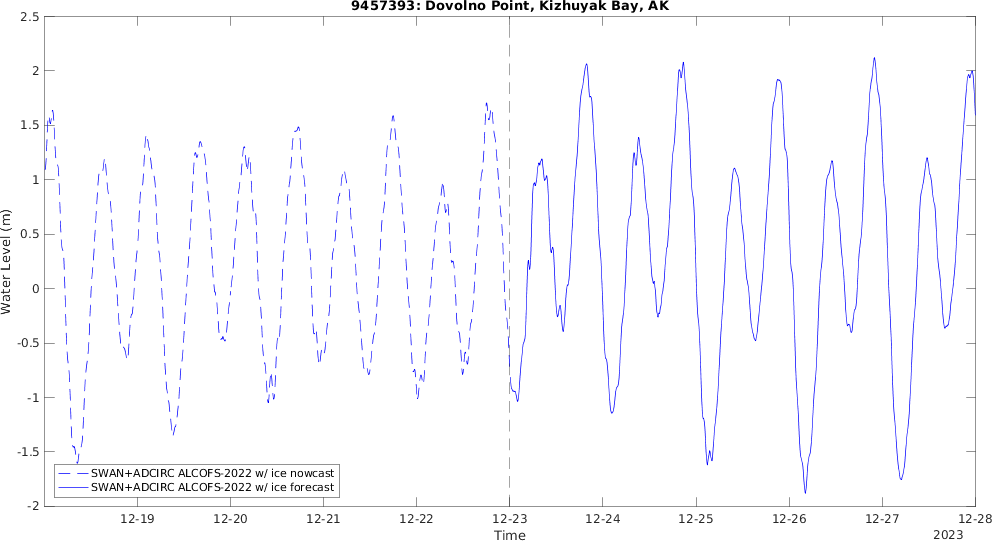 9457393: Dovolno Point, Kizhuyak Bay, AK
Water Level (m)
2.5
2
1.5
1
0.5
0
-0.5
-1
-1.5
-2
SWAN+ADCIRC ALCOFS-2022 w/ ice nowcast
SWAN+ADCIRC ALCOFS-2022 w/ ice forecast
12-19 12-20 12-21 12-22 12-23 12-24 12-25 12-26 12-27 12-28
Time
2023